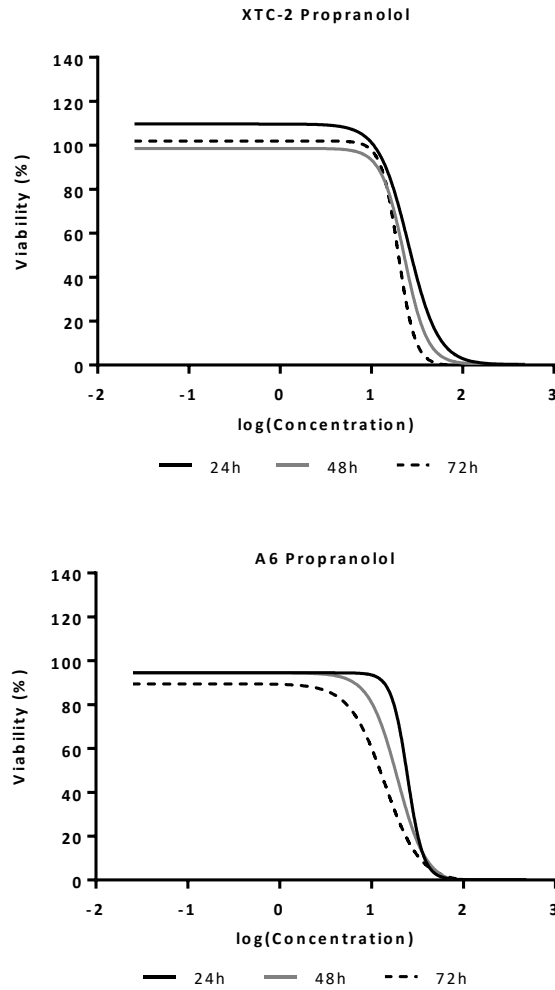 XTC-2 Propranolol
140
120
100
80
60
40
20
0
Viability (%)
-2 -1 0 1 2 3
log(Concentration)
24h 48h 72h
A6 Propranolol
140
120
100
80
60
40
20
0
Viability (%)
-2 -1 0 1 2 3
log(Concentration)
24h 48h 72h